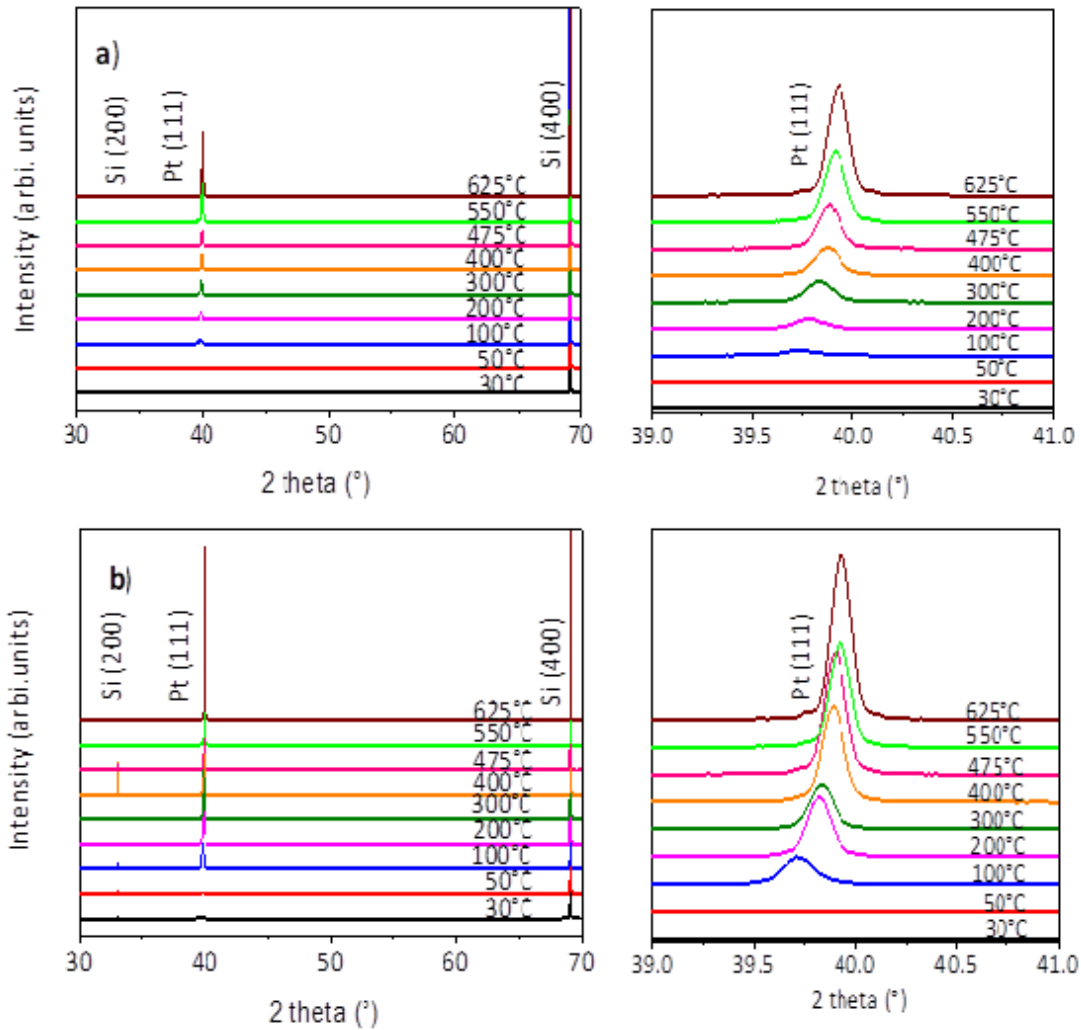 a)
Intensity (arbi. units)
Si (200)
Pt (111)
Si (400)
625°C
550°C
475°C
400°C
300°C
200°C
100°C
50°C
30°C
30 40 50 60 70
2 theta (°)
Pt (111)
625°C
550°C
475°C
400°C
300°C
200°C
100°C
50°C
30°C
39.0 39.5 40.0 40.5 41.0
2 theta (°)
b)
Intensity (arbi.units)
Si (200)
Pt (111)
Si (400)
625°C
550°C
475°C
400°C
300°C
200°C
100°C
50°C
30°C
30 40 50 60 70
2 theta (°)
Pt (111)
625°C
550°C
475°C
400°C
300°C
200°C
100°C
50°C
30°C
39.0 39.5 40.0 40.5 41.0
2 theta (°)